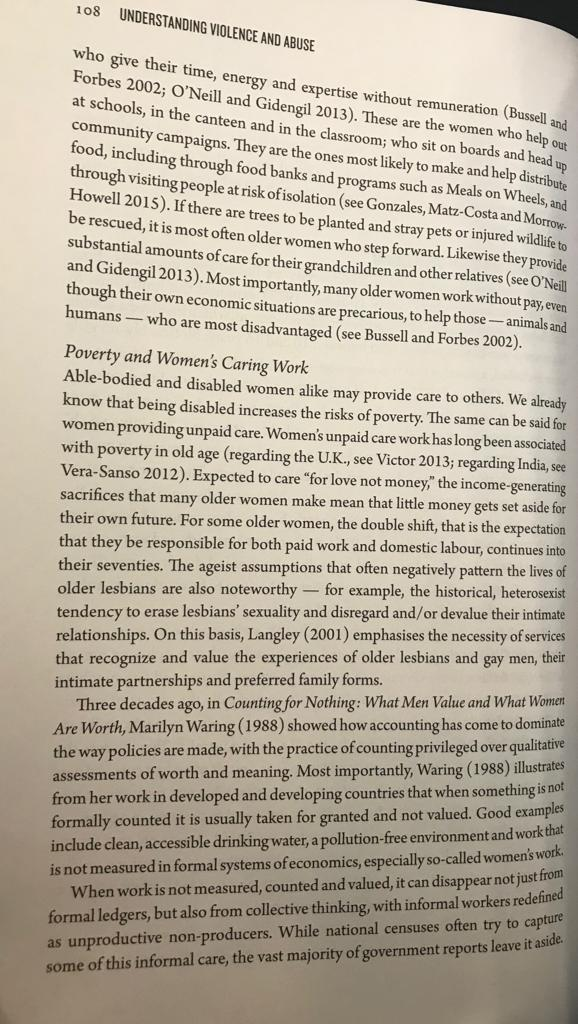 108 UNDERSTANDING VIOLENCE AND ABUSE
who give their time, energy and expertise without remuneration (Bussell and
Forbes 2002; O'Neill and Gidengil 2013). These are the women who help out
at schools, in the canteen and in the classroom; who sit on boards and head up
community campaigns. They are the ones most likely to make and help distribute
food, including through food banks and programs such as Meals on Wheels, and
through visiting people at risk of isolation (see Gonzales, Matz-Costa and Morrow-
Howell 2015). If there are trees to be planted and stray pets or injured wildlife to
be rescued, it is most often older women who step forward. Likewise they provide
substantial amounts of care for their grandchildren and other relatives (see O'Neill
and Gidengil 2013). Most importantly, many older women work without pay, even
though their own economic situations are precarious, to help those — animals and
humans — who are most disadvantaged (see Bussell and Forbes 2002).
Poverty and Women's Caring Work
Able-bodied and disabled women alike may provide care to others. We already
know that being disabled increases the risks of poverty. The same can be said for
women providing unpaid care. Women's unpaid care work has long been associated
with poverty in old age (regarding the U.K., see Victor 2013; regarding India, see
Vera-Sanso 2012). Expected to care "for love not money," the income-generating
sacrifices that many older women make mean that little money gets set aside for
their own future. For some older women, the double shift, that is the expectation
that they be responsible for both paid work and domestic labour, continues into
their seventies. The ageist assumptions that often negatively pattern the lives of
older lesbians are also noteworthy — for example, the historical, heterosexist
tendency to erase lesbians' sexuality and disregard and/or devalue their intimate
relationships. On this basis, Langley (2001) emphasises the necessity of services
that recognize and value the experiences of older lesbians and gay men, their
intimate partnerships and preferred family forms.
Three decades ago, in Counting for Nothing: What Men Value and What Women
Are Worth, Marilyn Waring (1988) showed how accounting has come to dominate
the way policies are made, with the practice of counting privileged over qualitative
assessments of worth and meaning. Most importantly, Waring (1988) illustrates
from her work in developed and developing countries that when something is not
formally counted it is usually taken for granted and not valued. Good examples
include clean, accessible drinking water, a pollution-free environment and work that
is not measured in formal systems of economics, especially so-called women's work.
When work is not measured, counted and valued, it can disappear not just from
formal ledgers, but also from collective thinking, with informal workers redefined
as unproductive non-producers. While national censuses often try to capture
some of this informal care, the vast majority of government reports leave it aside.